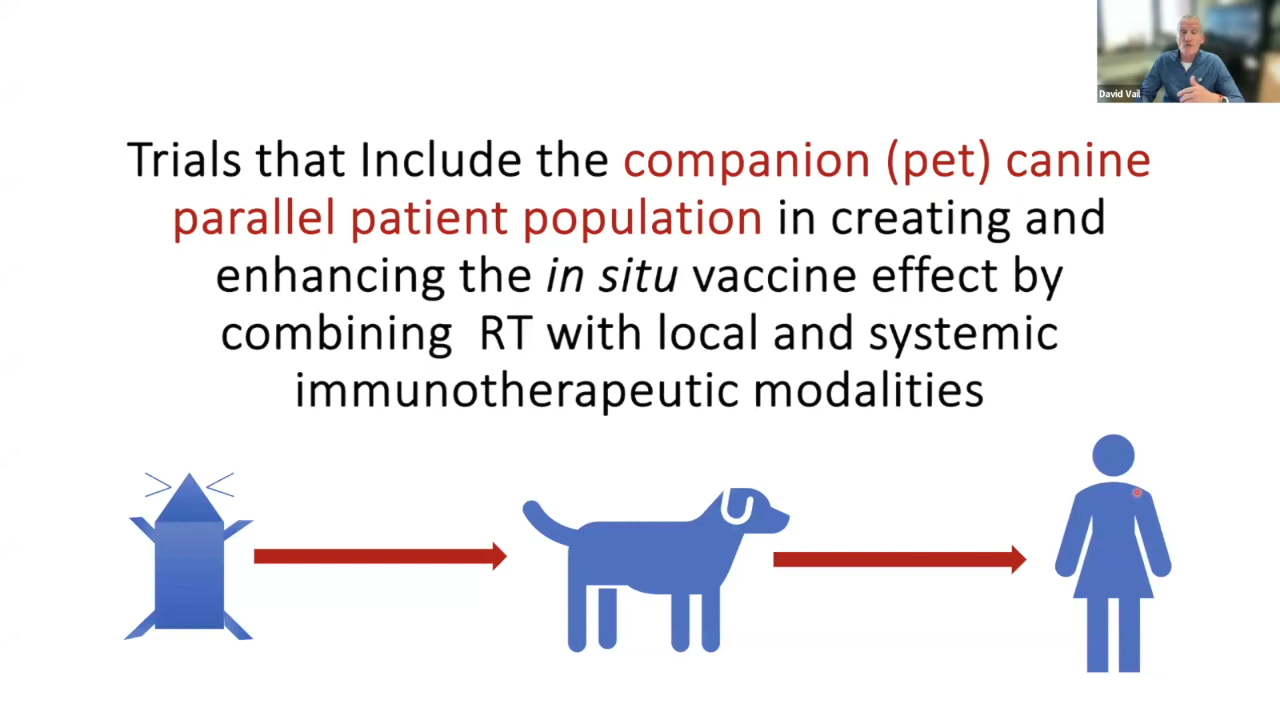 David Vail
Trials that Include the companion (pet) canine
parallel patient population in creating and
enhancing the in situ vaccine effect by
combining  RT with local and systemic
immunotherapeutic modalities